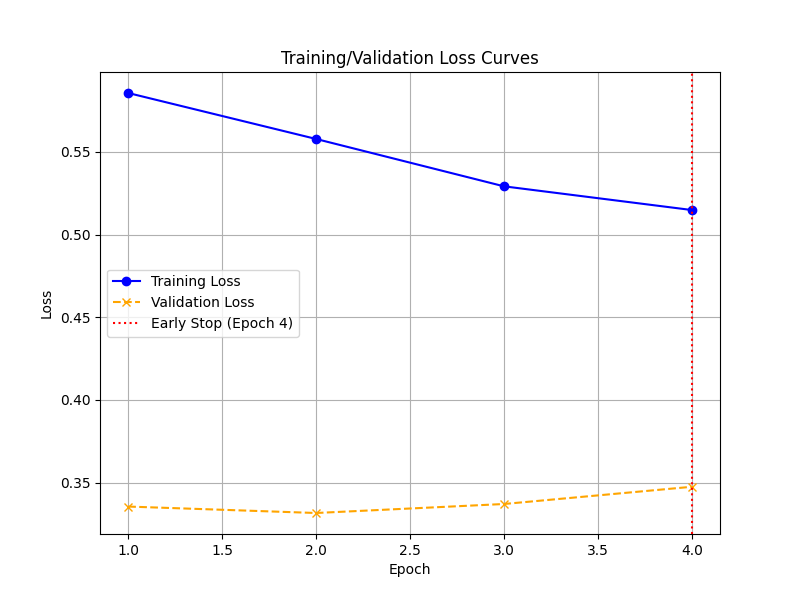 Training/Validation Loss Curves
0.55
0.50
0.45
0.40
0.35
Loss
Training Loss
Validation Loss
Early Stop (Epoch 4)
1.0 1.5 2.0 2.5 3.0 3.5 4.0
Epoch